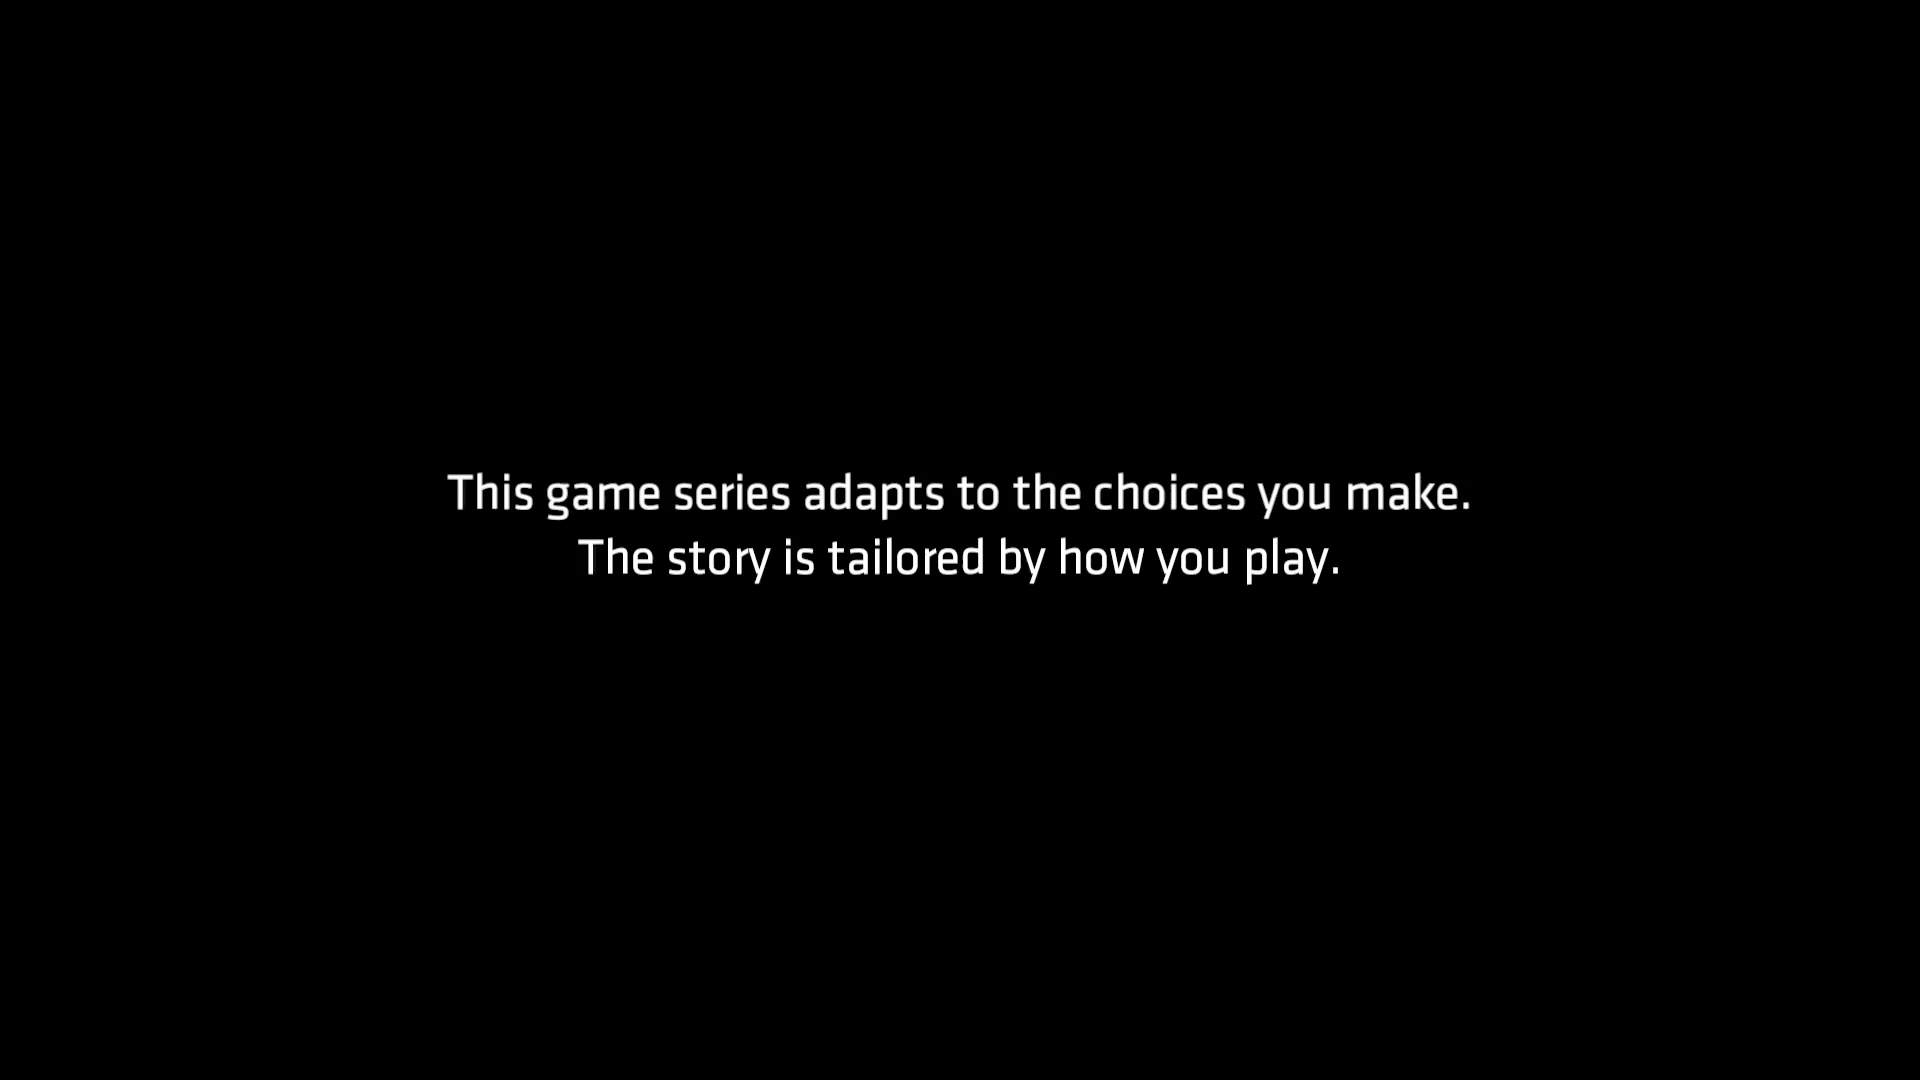 This game series adapts to the choices you make.
The story is tailored by how you play.